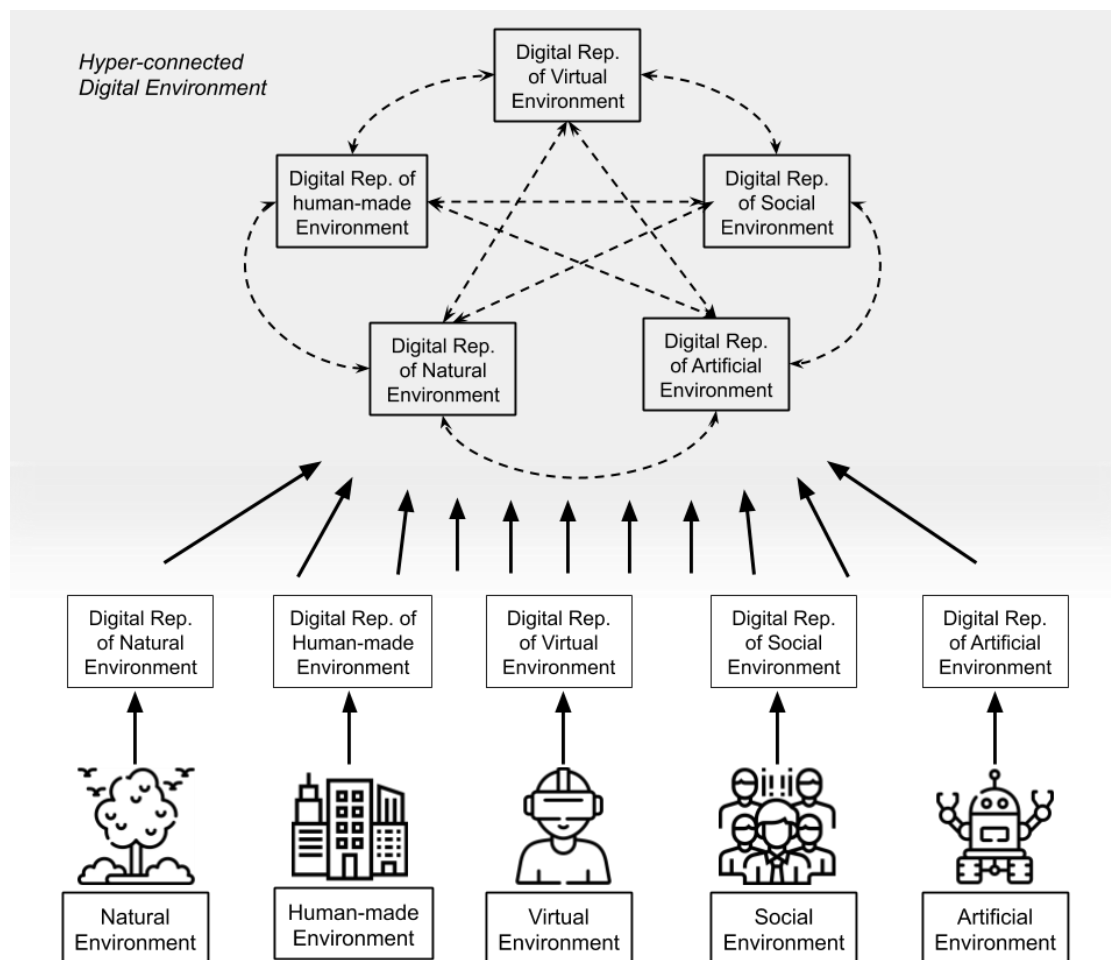 Hyper-connected
Digital Environment
Digital Rep.
of Virtual
Environment
Digital Rep. of
human-made
Environment
Digital Rep.
of Social
Environment
Digital Rep.
of Natural
Environment
Digital Rep.
of Artificial
Environment
Digital Rep.
of Natural
Environment
Digital Rep. of
Human-made
Environment
Digital Rep.
of Virtual
Environment
Digital Rep.
of Social
Environment
Digital Rep.
of Artificial
Environment
Natural
Environment
Human-made
Environment
Virtual
Environment
Social
Environment
Artificial
Environment